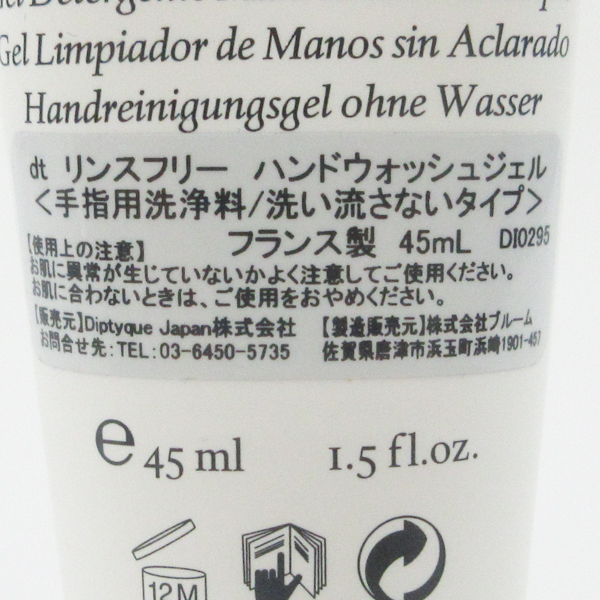 Gel Limpiador de Manos sin Aclarado
Handreinigungsgel ohne Wasser
dt リンスフリー ハンドウォッシュジェル
<手指用洗浄料/洗い流さないタイプ>
フランス製 45mL DI0295
【使用上の注意】
お肌に異常が生じていないかよく注意してご使用ください。
お肌に合わないときは、ご使用をおやめください。
【販売元】Diptyque Japan株式会社 【製造販売元】株式会社ブルーム
お問合せ先:TEL:03-6450-5735 佐賀県唐津市浜玉町浜崎1901-457
e 45 ml 1.5 fl.oz.
12M